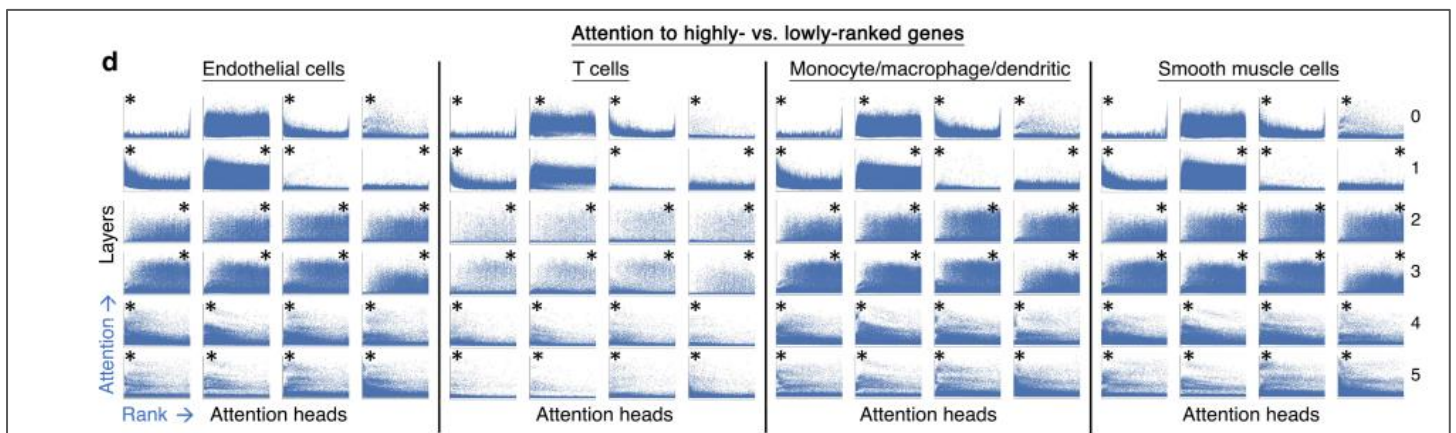 Attention to highly- vs. lowly-ranked genes
d
Endothelial cells T cells Monocyte/macrophage/dendritic Smooth muscle cells
* * * * * * * * * * * * * 0
* * * * * * * * * * * * * * * 1
* * * * * * * * * * * * * * * * 2
* * * * * * * * * * * * * * * * 3
* * * * * * * * * * * * * * * * 4
* * * * * * * * * * * * * 5
Layers
Attention →
Rank → Attention heads Attention heads Attention heads Attention heads